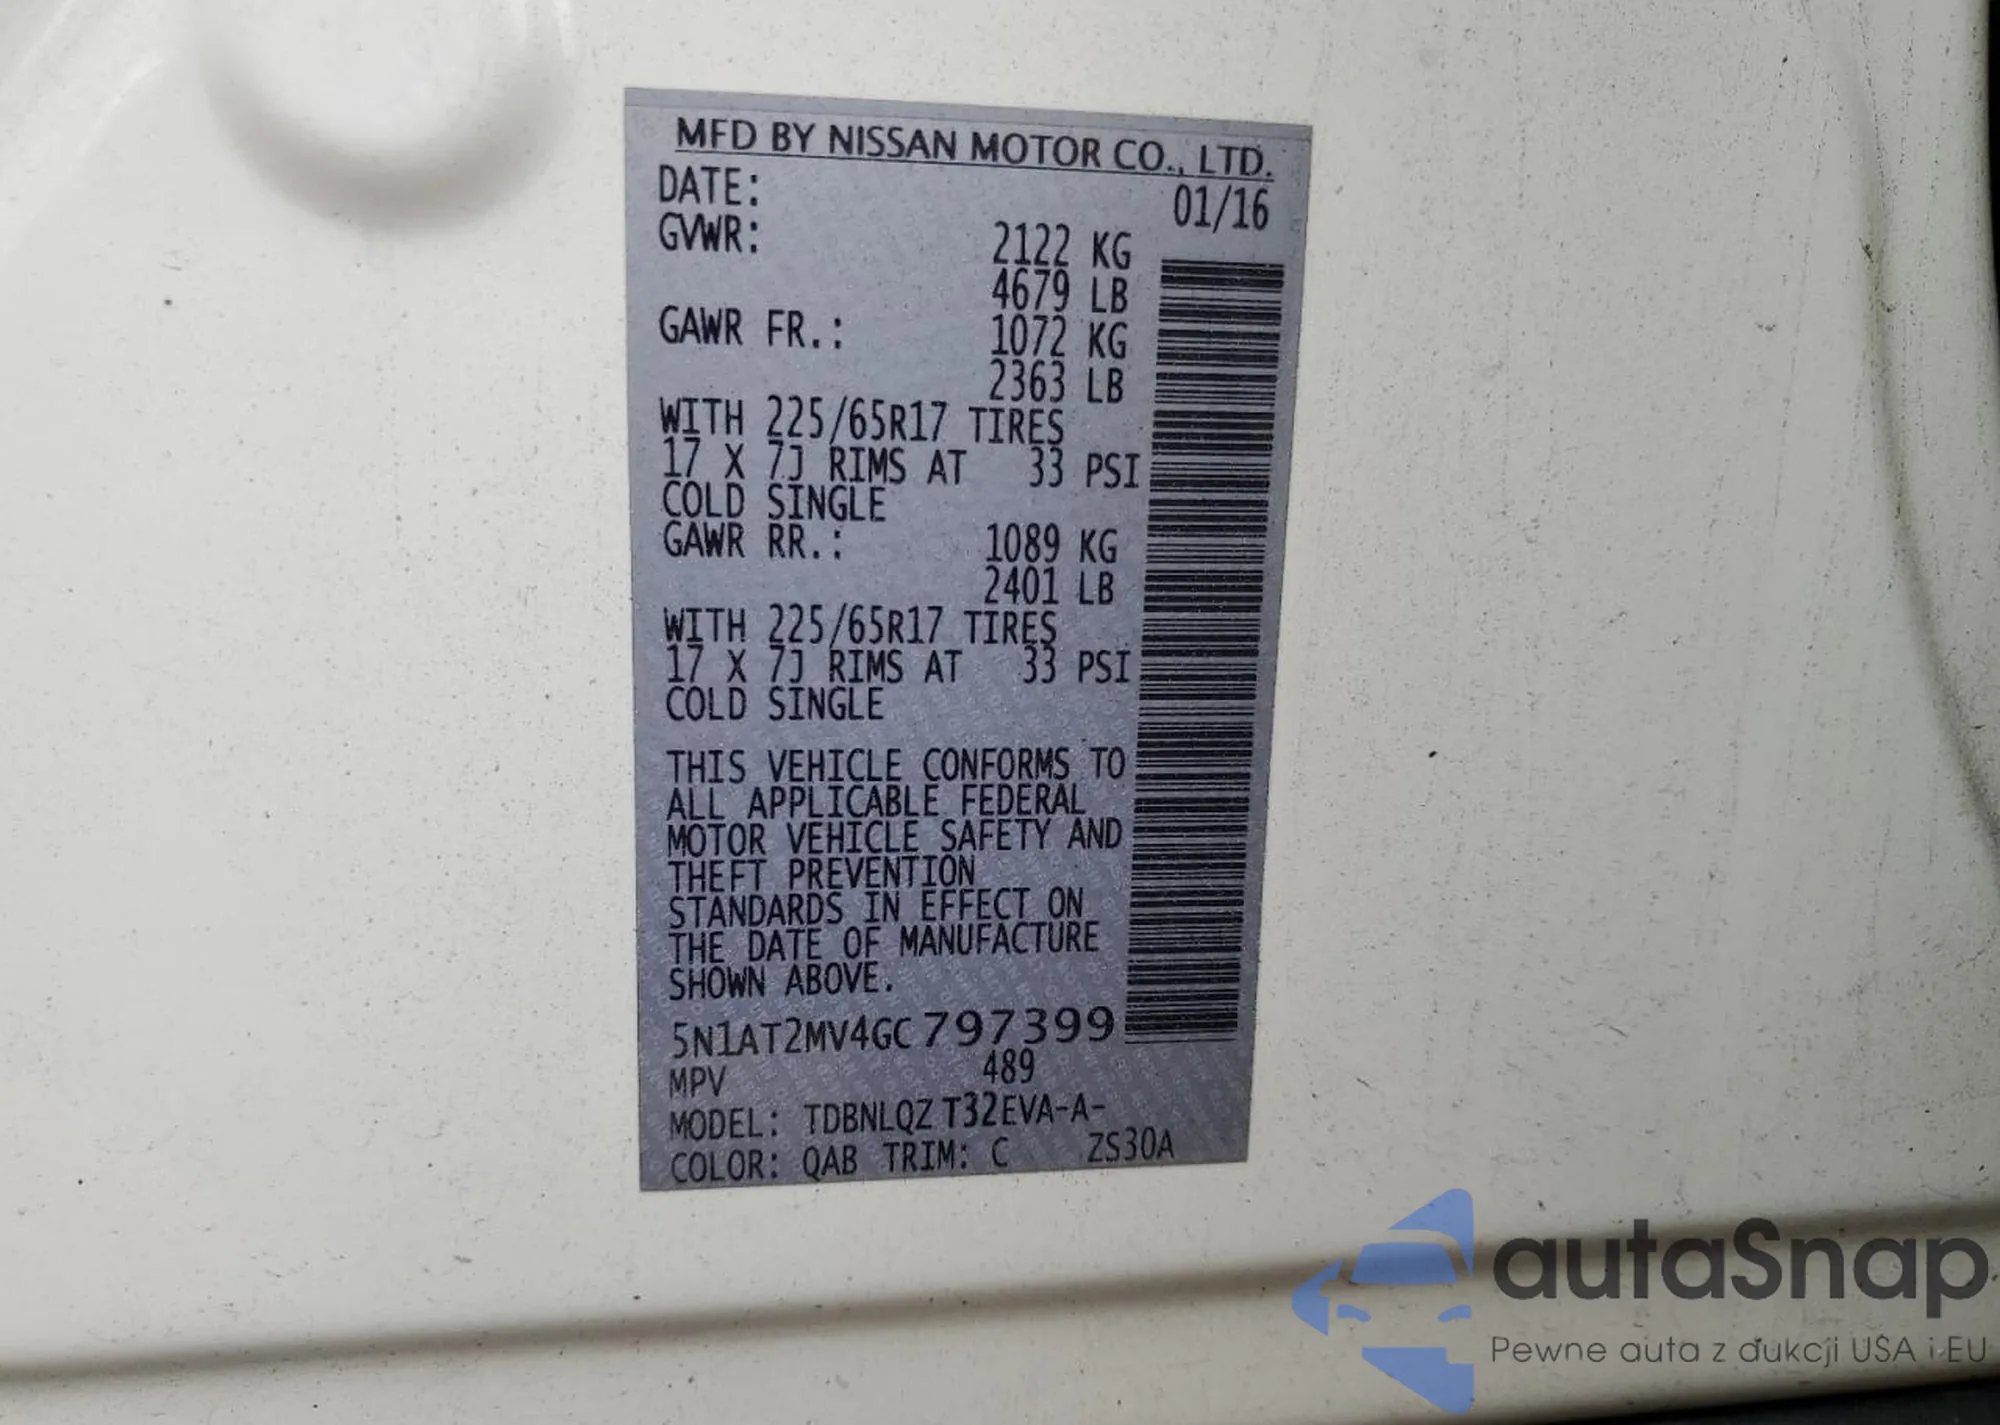 MFD BY NISSAN MOTOR CO., LTD.
DATE: 01/16
GVWR: 2122 KG
4679 LB
GAWR FR.: 1072 KG
2363 LB
WITH 225/65R17 TIRES
17 X 7J RIMS AT 33 PSI
COLD SINGLE
GAWR RR.: 1089 KG
2401 LB
WITH 225/65R17 TIRES
17 X 7J RIMS AT 33 PSI
COLD SINGLE
THIS VEHICLE CONFORMS TO
ALL APPLICABLE FEDERAL
MOTOR VEHICLE SAFETY AND
THEFT PREVENTION
STANDARDS IN EFFECT ON
THE DATE OF MANUFACTURE
SHOWN ABOVE.
5N1AT2MV4GC797399
MPV 489
MODEL: TDBNLQZ T32EVA-A-
COLOR: QAB TRIM: C ZS30A
autaSnap
Pewne auta z dukcji USA i EU